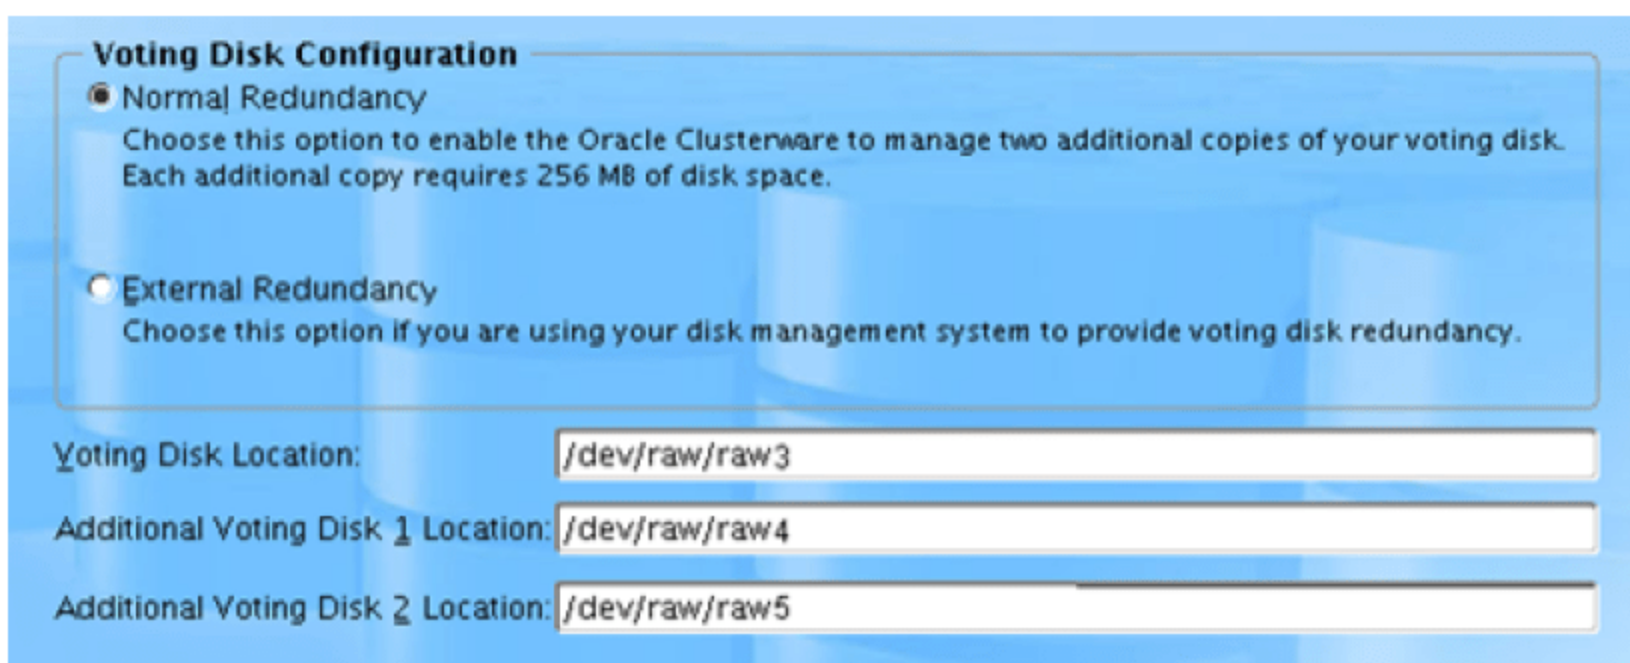 Voting Disk Configuration
Normal Redundancy
Choose this option to enable the Oracle Clusterware to manage two additional copies of your voting disk.
Each additional copy requires 256 MB of disk space.
External Redundancy
Choose this option if you are using your disk management system to provide voting disk redundancy.
Voting Disk Location: /dev/raw/raw3
Additional Voting Disk 1 Location: /dev/raw/raw4
Additional Voting Disk 2 Location: /dev/raw/raw5